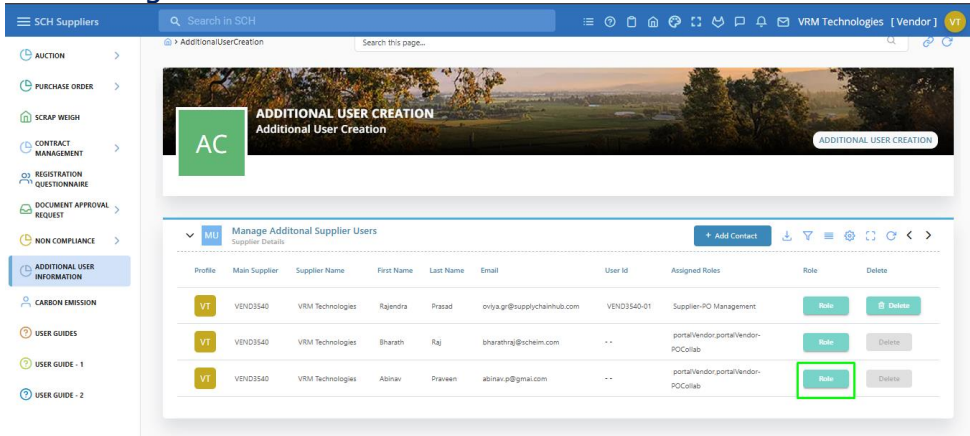 SCH Suppliers
Search in SCH
VRM Technologies [ Vendor ] VT
AdditionalUserCreation
Search this page...
AUCTION
PURCHASE ORDER
SCRAP WEIGH
CONTRACT
MANAGEMENT
REGISTRATION
QUESTIONNAIRE
DOCUMENT APPROVAL
REQUEST
NON COMPLIANCE
ADDITIONAL USER
INFORMATION
CARBON EMISSION
USER GUIDES
USER GUIDE - 1
USER GUIDE - 2
AC
ADDITIONAL USER CREATION
Additional User Creation
ADDITIONAL USER CREATION
MU
Manage Additonal Supplier Users
Supplier Details
+ Add Contact
Profile Main Supplier Supplier Name First Name Last Name Email User Id Assigned Roles Role Delete
VT VEND3540 VRM Technologies Rajendra Prasad oviya.gr@supplychainhub.com VEND3540-01 Supplier-PO Management Role Delete
VT VEND3540 VRM Technologies Bharath Raj bharathraj@scheim.com - - portalVendor,portalVendor-
POCollab Role Delete
VT VEND3540 VRM Technologies Abinav Praveen abinav.p@gmai.com - - portalVendor,portalVendor-
POCollab Role Delete